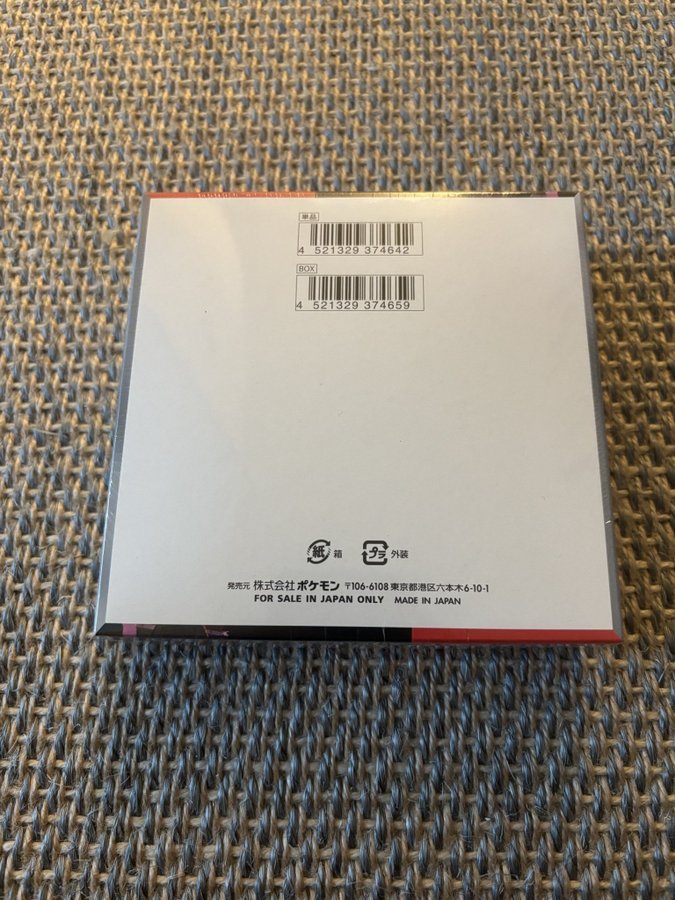 単品
4 521329 374642
BOX
4 521329 374659
紙 箱 プラ 外装
発売元 株式会社ポケモン 〒106-6108 東京都港区六本木6-10-1
FOR SALE IN JAPAN ONLY MADE IN JAPAN